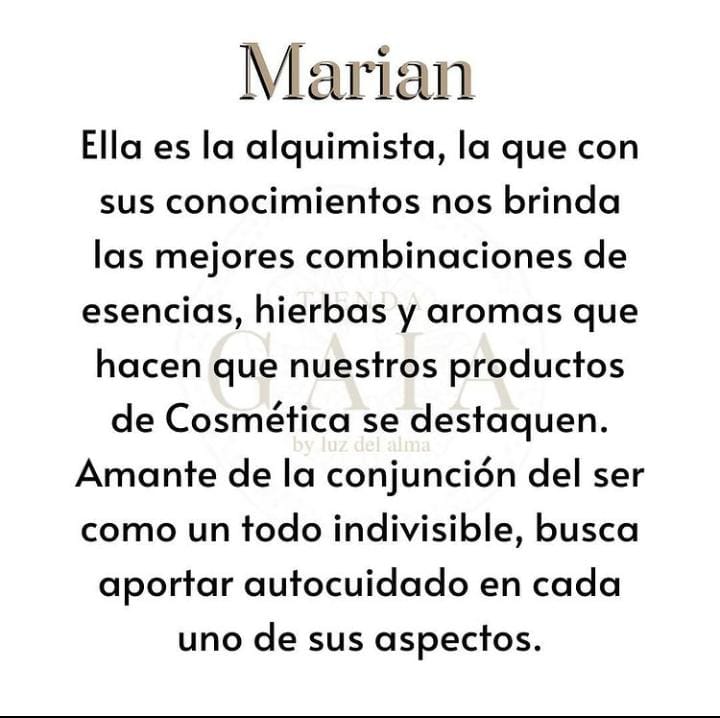 Marian
Ella es la alquimista, la que con
sus conocimientos nos brinda
las mejores combinaciones de
esencias, hierbas y aromas que
hacen que nuestros productos
de Cosmética se destaquen.
Amante de la conjunción del ser
como un todo indivisible, busca
aportar autocuidado en cada
uno de sus aspectos.
TIENDA
GAIA
by luz del alma